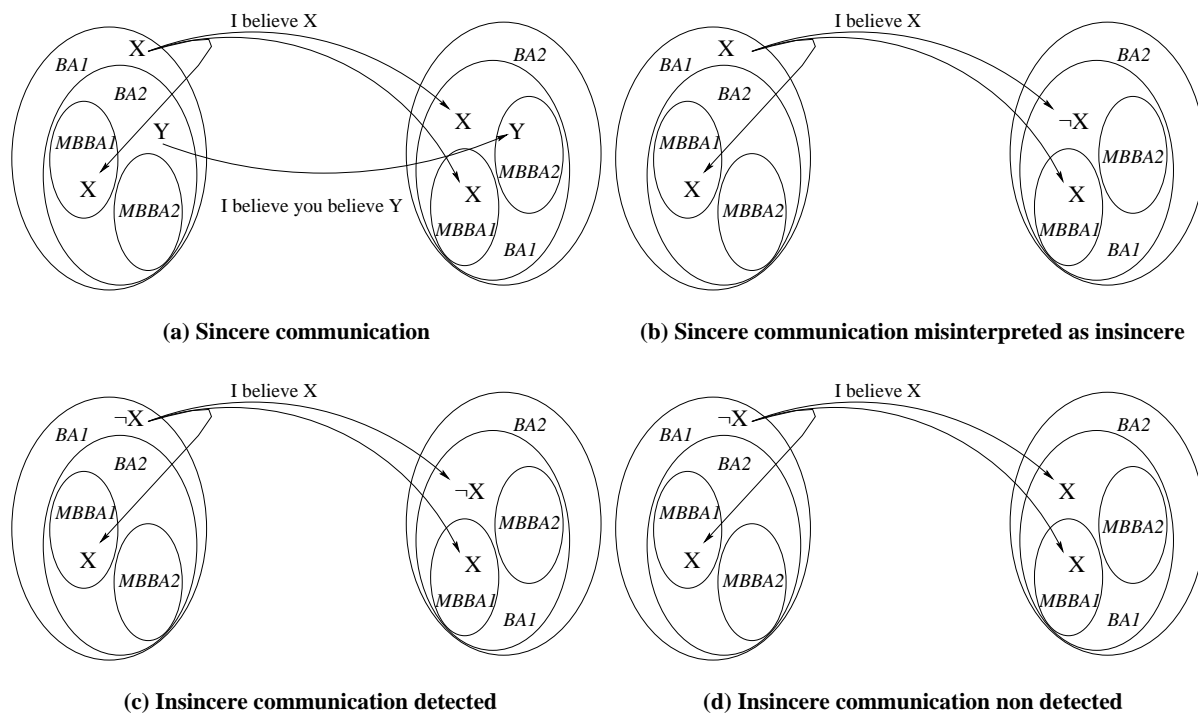 I believe X
X
BA1
BA2
MBBA1
X
Y
MBBA2
I believe you believe Y
BA2
X
Y
MBBA2
X
MBBA1
BA1
(a) Sincere communication
I believe X
X
BA1
BA2
MBBA1
X
MBBA2
BA2
¬X
MBBA2
X
MBBA1
BA1
(b) Sincere communication misinterpreted as insincere
I believe X
¬X
BA1
BA2
MBBA1
X
MBBA2
BA2
¬X
MBBA2
X
MBBA1
BA1
(c) Insincere communication detected
I believe X
¬X
BA1
BA2
MBBA1
X
MBBA2
BA2
X
MBBA2
X
MBBA1
BA1
(d) Insincere communication non detected